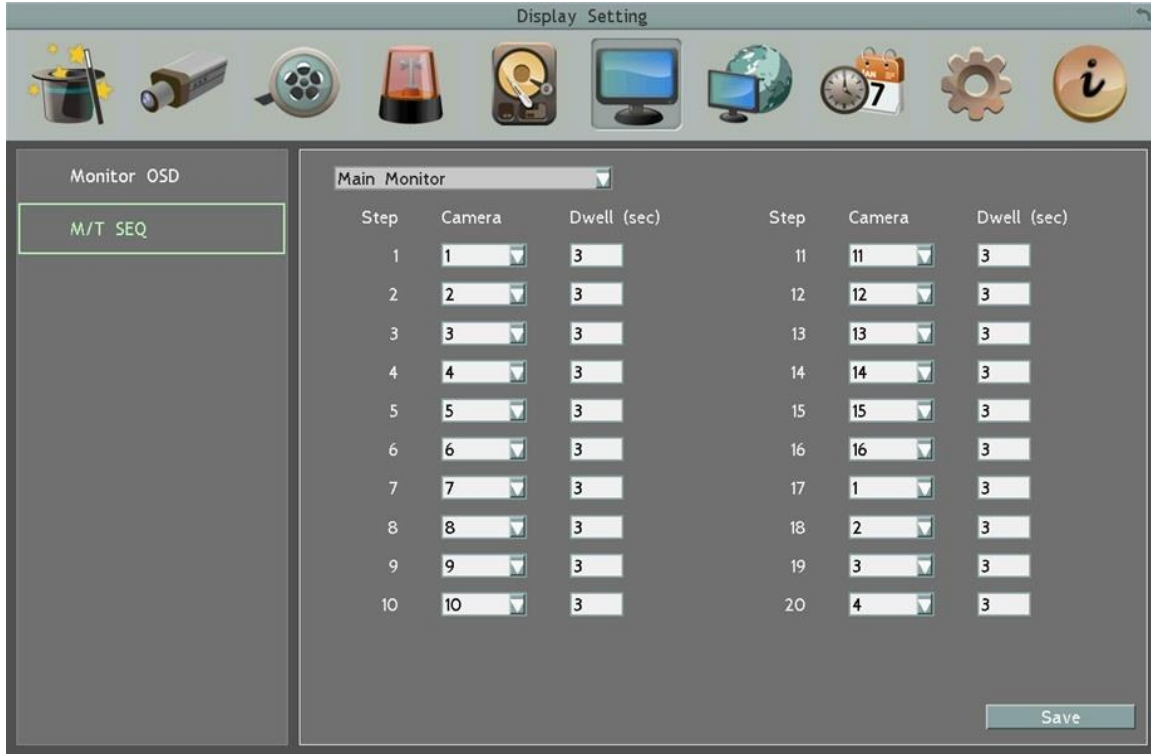 Display Setting
AN
7
i
Monitor OSD
M/T SEQ
Main Monitor
Step Camera Dwell (sec) Step Camera Dwell (sec)
1 1 3 11 11 3
2 2 3 12 12 3
3 3 3 13 13 3
4 4 3 14 14 3
5 5 3 15 15 3
6 6 3 16 16 3
7 7 3 17 1 3
8 8 3 18 2 3
9 9 3 19 3 3
10 10 3 20 4 3
Save